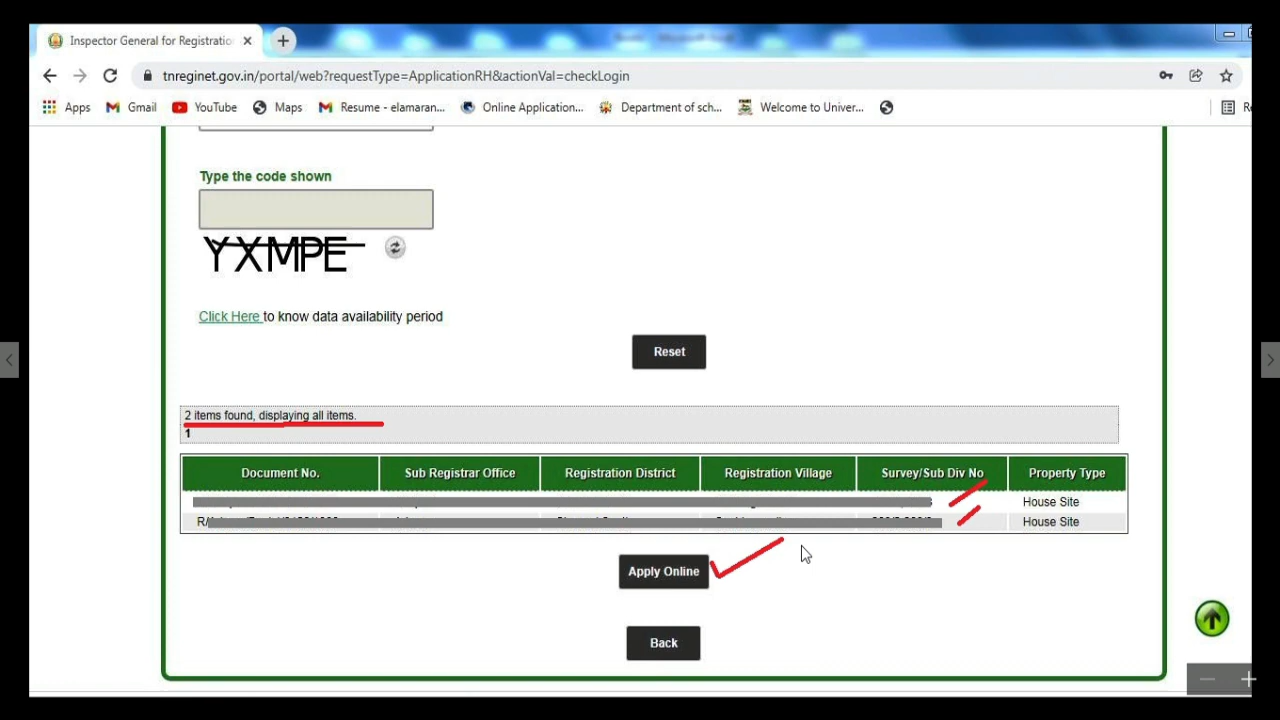 Inspector General for Registratio
tnreginet.gov.in/portal/web?requestType=ApplicationRH&actionVal=checkLogin
Apps Gmail YouTube Maps Resume - elamaran... Online Application... Department of sch... Welcome to Univer...
Type the code shown
YXMPE
Click Here to know data availability period
Reset
2 items found, displaying all items.
1
Document No. Sub Registrar Office Registration District Registration Village Survey/Sub Div No Property Type
House Site
House Site
Apply Online
Back